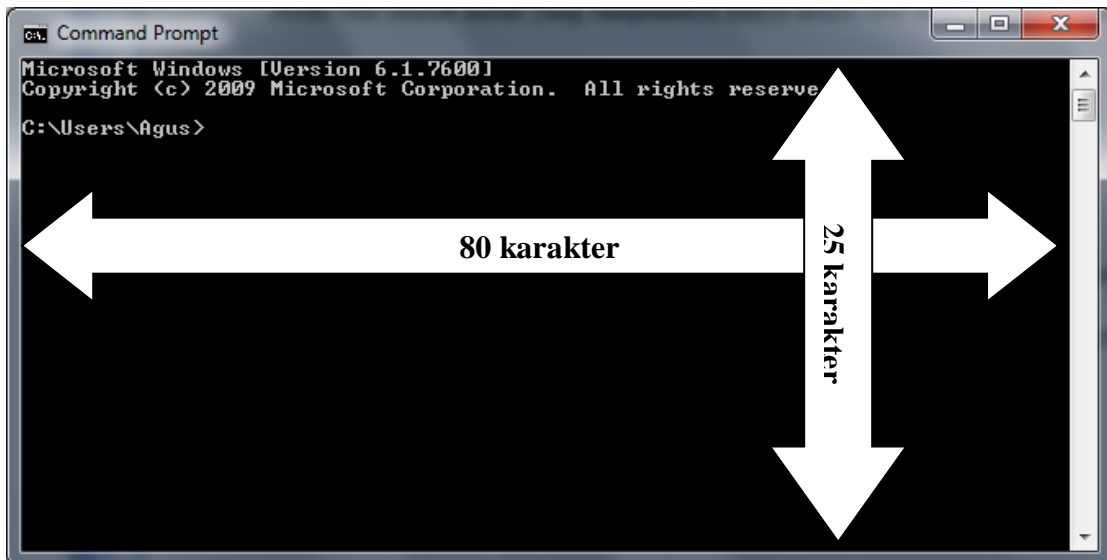 Command Prompt
Microsoft Windows [Version 6.1.7600]
Copyright (c) 2009 Microsoft Corporation.  All rights reserve
C:\Users\Agus>
80 karakter
25 karakter